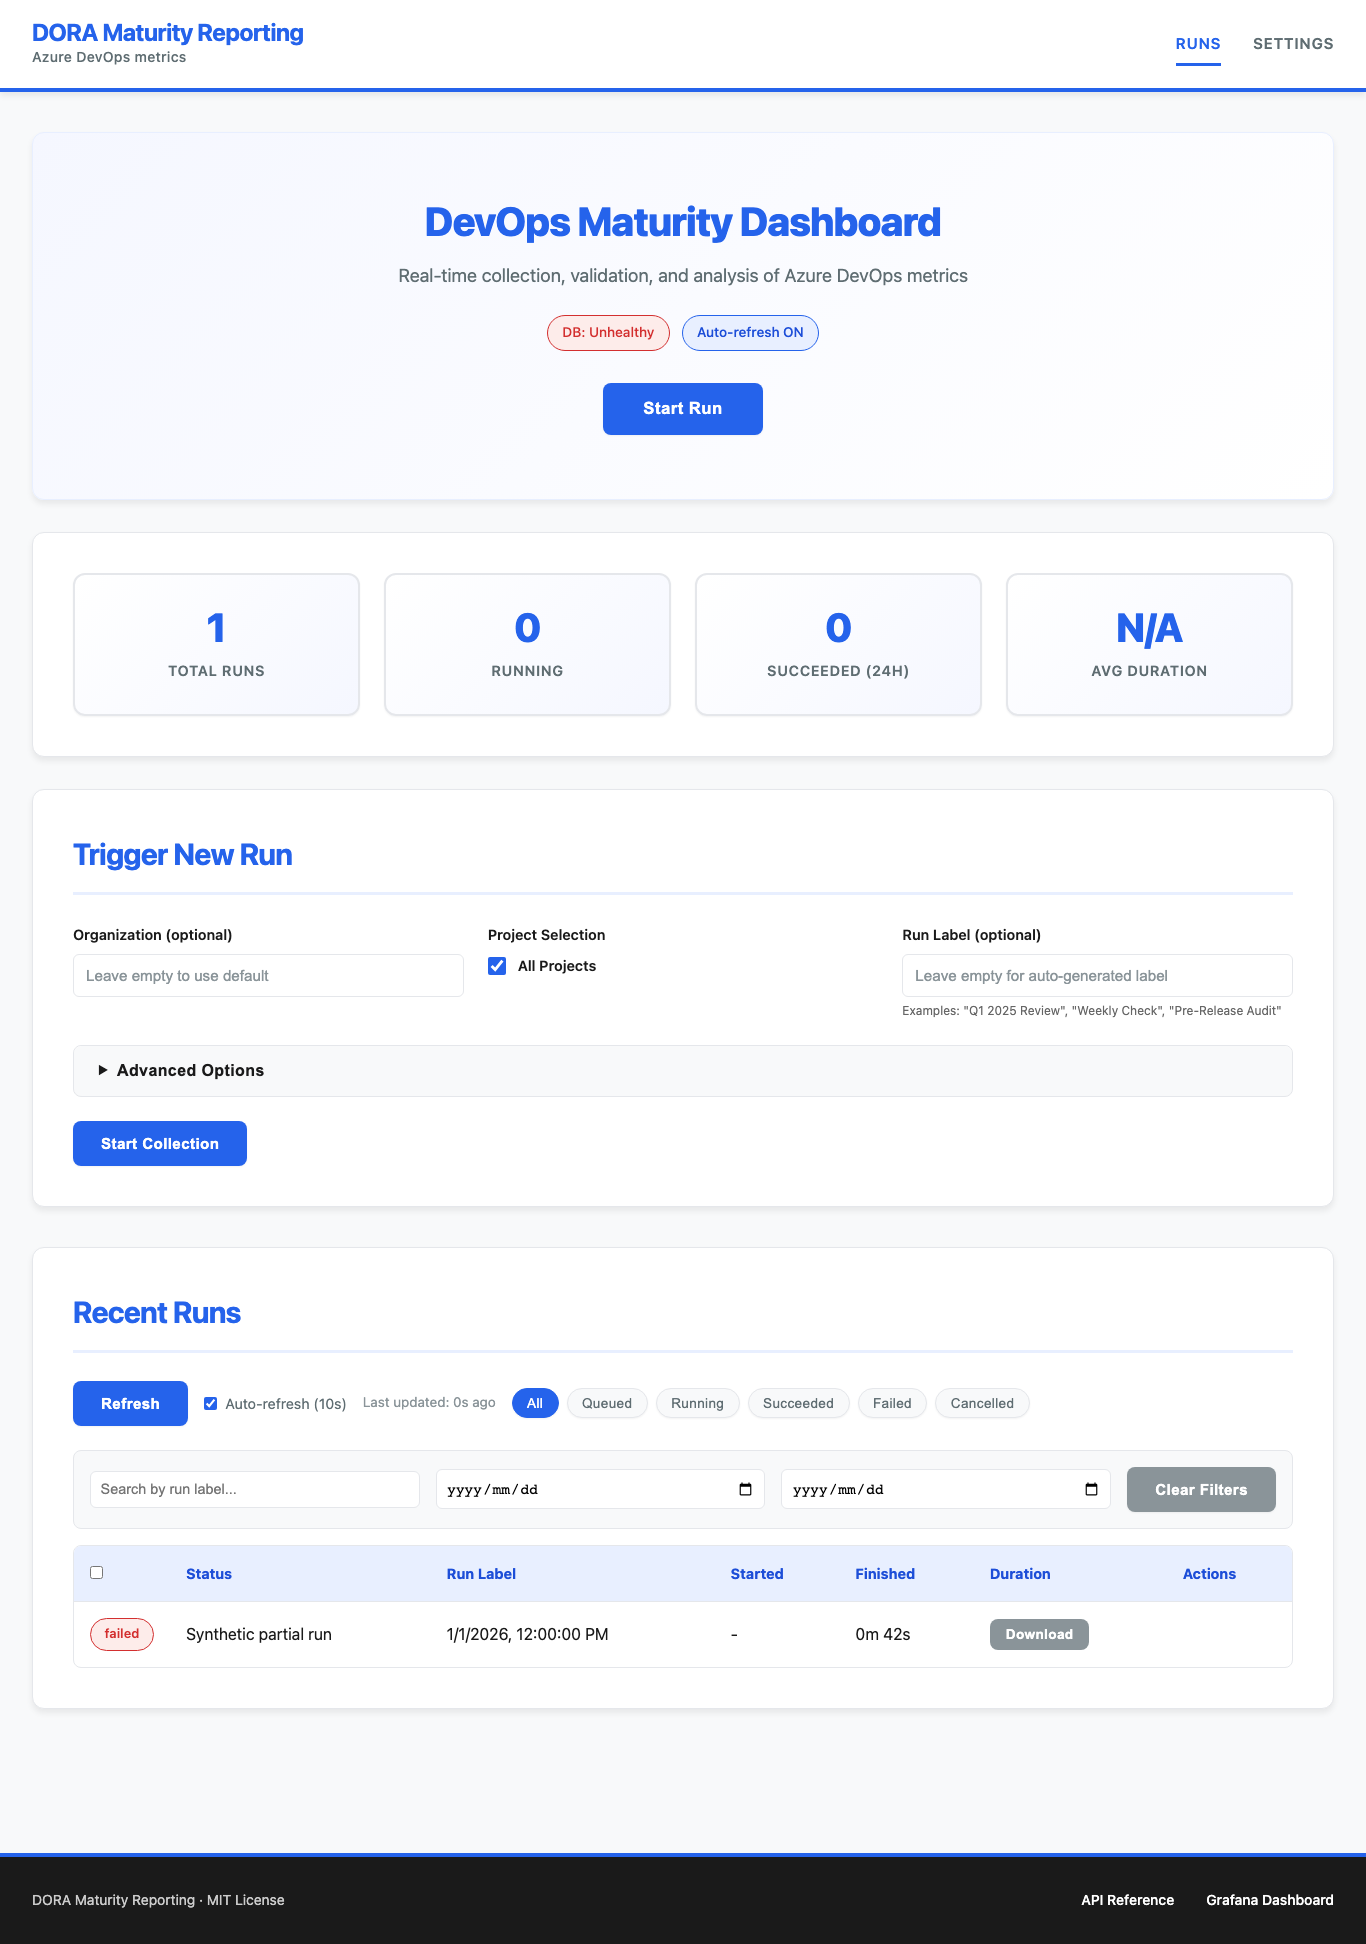 DORA Maturity Reporting
Azure DevOps metrics
RUNS SETTINGS
DevOps Maturity Dashboard
Real-time collection, validation, and analysis of Azure DevOps metrics
DB: Unhealthy Auto-refresh ON
Start Run
1 0 0 N/A
TOTAL RUNS RUNNING SUCCEEDED (24H) AVG DURATION
Trigger New Run
Organization (optional) Project Selection Run Label (optional)
Leave empty to use default All Projects Leave empty for auto-generated label
Examples: "Q1 2025 Review", "Weekly Check", "Pre-Release Audit"
Advanced Options
Start Collection
Recent Runs
Refresh Auto-refresh (10s) Last updated: 0s ago All Queued Running Succeeded Failed Cancelled
Search by run label... yyyy/mm/dd yyyy/mm/dd Clear Filters
Status Run Label Started Finished Duration Actions
failed Synthetic partial run 1/1/2026, 12:00:00 PM - 0m 42s Download
DORA Maturity Reporting · MIT License API Reference Grafana Dashboard